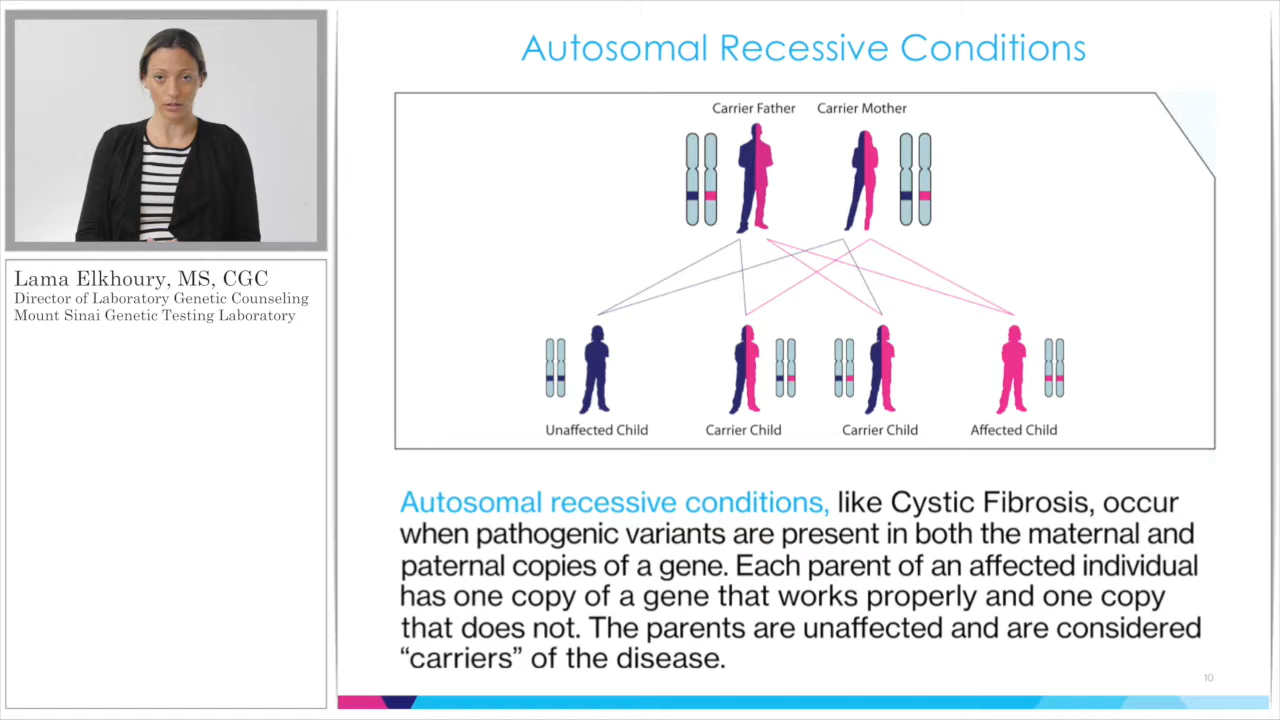 Autosomal Recessive Conditions
Carrier Father
Carrier Mother
Lama Elkhoury, MS, CGC
Director of Laboratory Genetic Counseling
Mount Sinai Genetic Testing Laboratory
Unaffected Child
Carrier Child
Carrier Child
Affected Child
Autosomal recessive conditions, like Cystic Fibrosis, occur
when pathogenic variants are present in both the maternal and
paternal copies of a gene. Each parent of an affected individual
has one copy of a gene that works properly and one copy
that does not. The parents are unaffected and are considered
“carriers” of the disease.
10